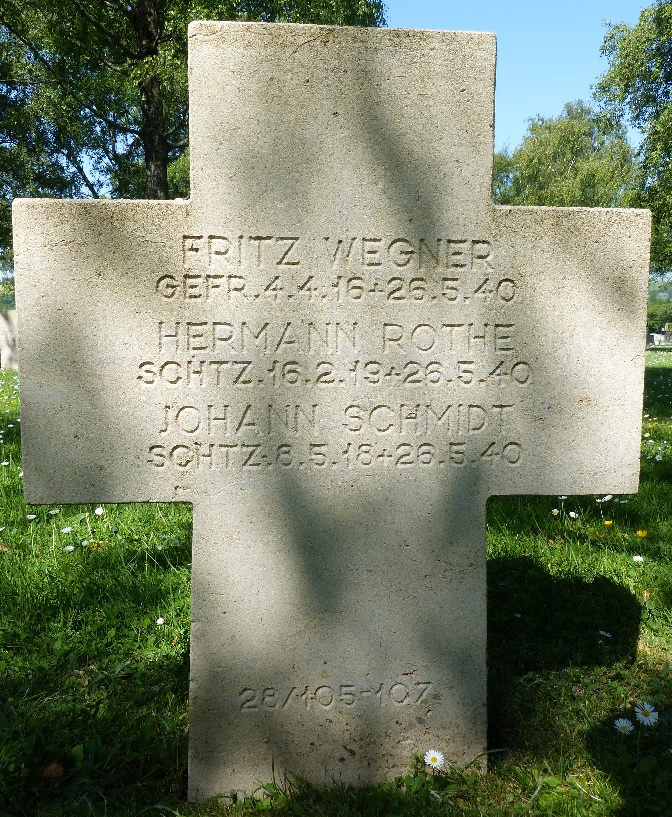 FRITZ WEGNER
GEFR.4.4.16+26.5.40
HERMANN ROTHE
SCHTZ.16.2.19+26.5.40
JOHANN SCHMIDT
SCHTZ.8.5.18+26.5.40
28/105-107